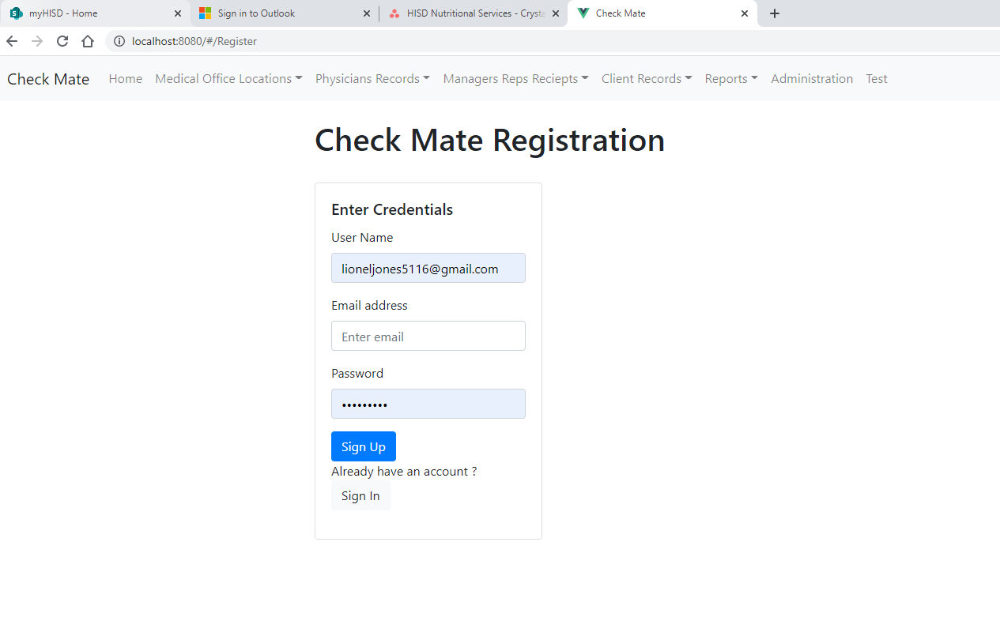 myHISD - Home
Sign in to Outlook
HISD Nutritional Services - Crysta
Check Mate
localhost:8080/#/Register
Check Mate Home Medical Office Locations Physicians Records Managers Reps Reciepts Client Records Reports Administration Test
Check Mate Registration
Enter Credentials
User Name
lioneljones5116@gmail.com
Email address
Enter email
Password
•••••••••
Sign Up
Already have an account ?
Sign In